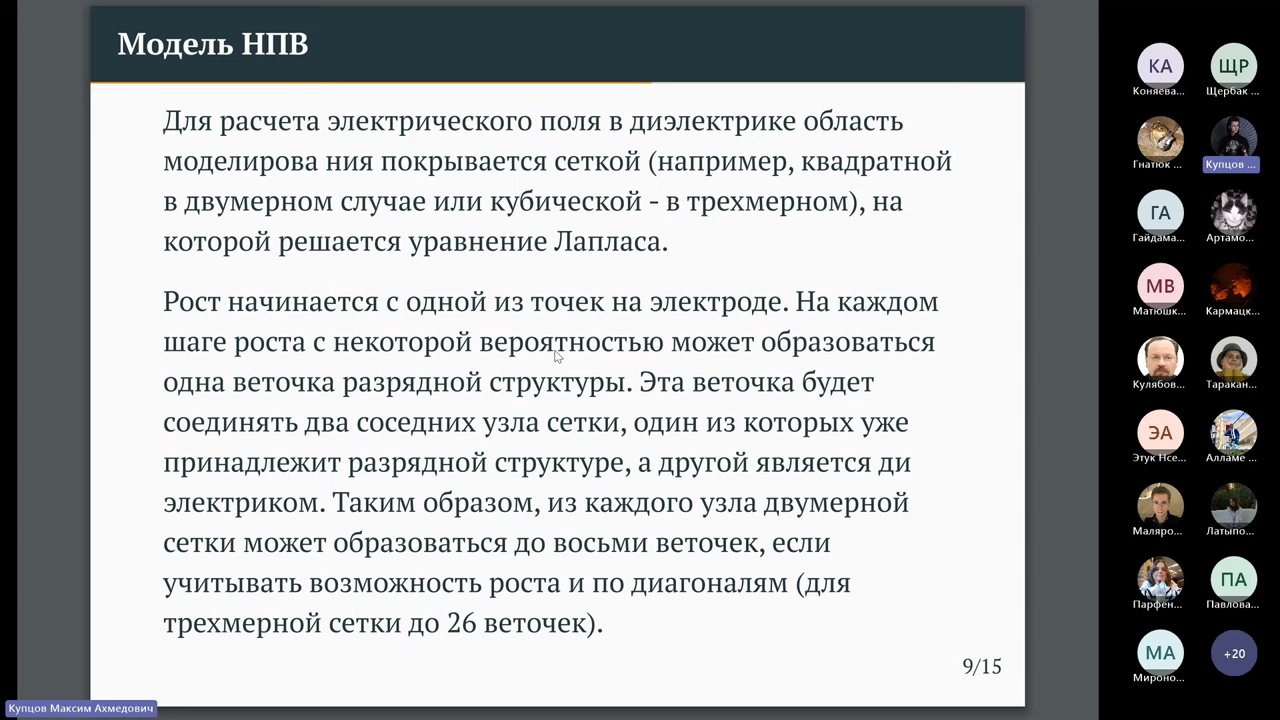 Модель НПВ
Для расчета электрического поля в диэлектрике область
моделирова ния покрывается сеткой (например, квадратной
в двумерном случае или кубической - в трехмерном), на
которой решается уравнение Лапласа.
Рост начинается с одной из точек на электроде. На каждом
шаге роста с некоторой вероятностью может образоваться
одна веточка разрядной структуры. Эта веточка будет
соединять два соседних узла сетки, один из которых уже
принадлежит разрядной структуре, а другой является ди
электриком. Таким образом, из каждого узла двумерной
сетки может образоваться до восьми веточек, если
учитывать возможность роста и по диагоналям (для
трехмерной сетки до 26 веточек).
9/15
Купцов Максим Ахмедович
КА ЩР
Коняева... Щербак ...
Гнатюк ... Купцов ...
ГА
Гайдама... Артамо...
МВ
Матюшк... Кармацк...
Кулябов... Таракан...
ЭА
Этук Нсе... Алламе ...
Маляро... Латыпо...
ПА
Парфён... Павлова...
МА +20
Мироно...